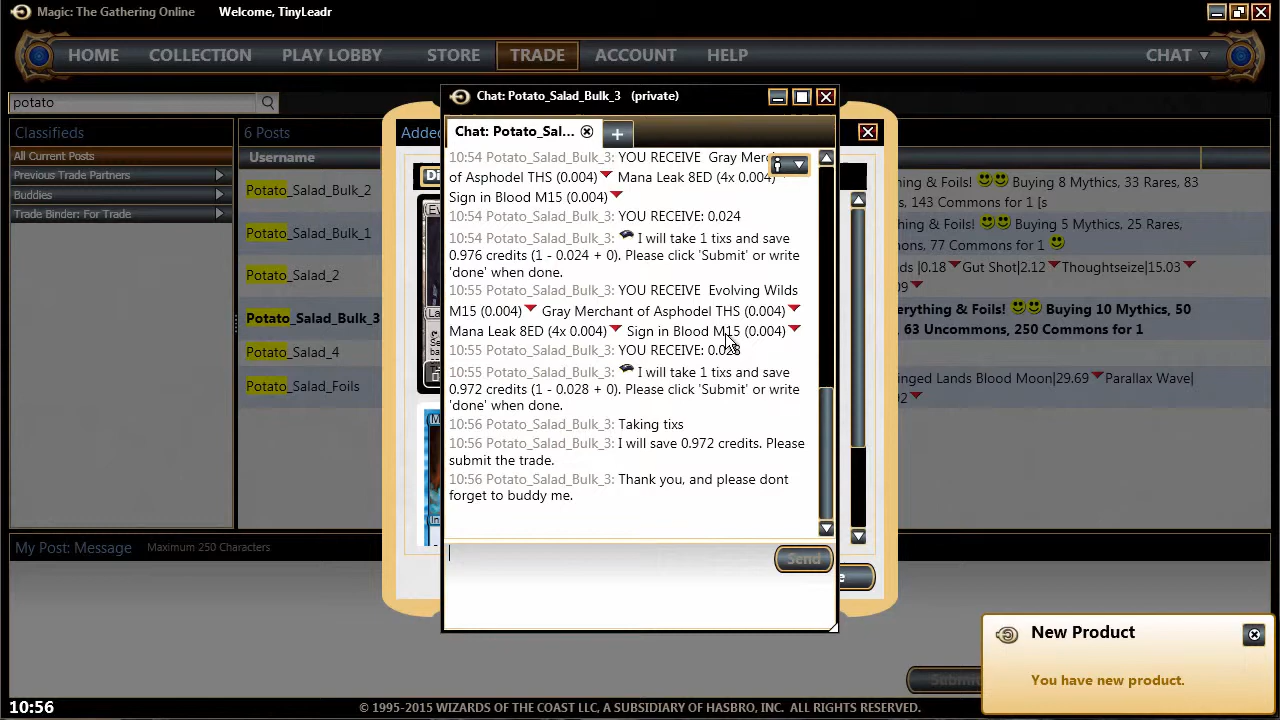 Magic: The Gathering Online Welcome, TinyLeadr
HOME COLLECTION PLAY LOBBY STORE TRADE ACCOUNT HELP CHAT
potato
Classifieds
All Current Posts
Previous Trade Partners
Buddies
Trade Binder: For Trade
6 Posts
Username
Potato_Salad_Bulk_2
Potato_Salad_Bulk_1
Potato_Salad_2
Potato_Salad_Bulk_3
Potato_Salad_4
Potato_Salad_Foils
Added
Chat: Potato_Salad_Bulk_3 (private)
Chat: Potato_Sal... +
10:54 Potato_Salad_Bulk_3: YOU RECEIVE Gray Merc
of Asphodel THS (0.004) Mana Leak 8ED (4x 0.004)
Sign in Blood M15 (0.004)
10:54 Potato_Salad_Bulk_3: YOU RECEIVE: 0.024
10:54 Potato_Salad_Bulk_3: I will take 1 tixs and save
0.976 credits (1 - 0.024 + 0). Please click 'Submit' or write
'done' when done.
10:55 Potato_Salad_Bulk_3: YOU RECEIVE Evolving Wilds
M15 (0.004) Gray Merchant of Asphodel THS (0.004)
Mana Leak 8ED (4x 0.004) Sign in Blood M15 (0.004)
10:55 Potato_Salad_Bulk_3: YOU RECEIVE: 0.028
10:55 Potato_Salad_Bulk_3: I will take 1 tixs and save
0.972 credits (1 - 0.028 + 0). Please click 'Submit' or write
'done' when done.
10:56 Potato_Salad_Bulk_3: Taking tixs
10:56 Potato_Salad_Bulk_3: I will save 0.972 credits. Please
submit the trade.
10:56 Potato_Salad_Bulk_3: Thank you, and please dont
forget to buddy me.
Send
ything & Foils! Buying 8 Mythics, 33 Rares, 83
, 143 Commons for 1 [s
ything & Foils! Buying 5 Mythics, 25 Rares,
, 77 Commons for 1
ds |0.18 Gut Shot|2.12 Thoughtseize|15.03
09
erything & Foils! Buying 10 Mythics, 50
63 Uncommons, 250 Commons for 1
inged Lands Blood Moon|29.69 Parallax Wave|
02
My Post: Message Maximum 250 Characters
Submit
New Product
You have new product.
10:56
© 1995-2015 WIZARDS OF THE COAST LLC, A SUBSIDIARY OF HASBRO, INC. ALL RIGHTS RESERVED.